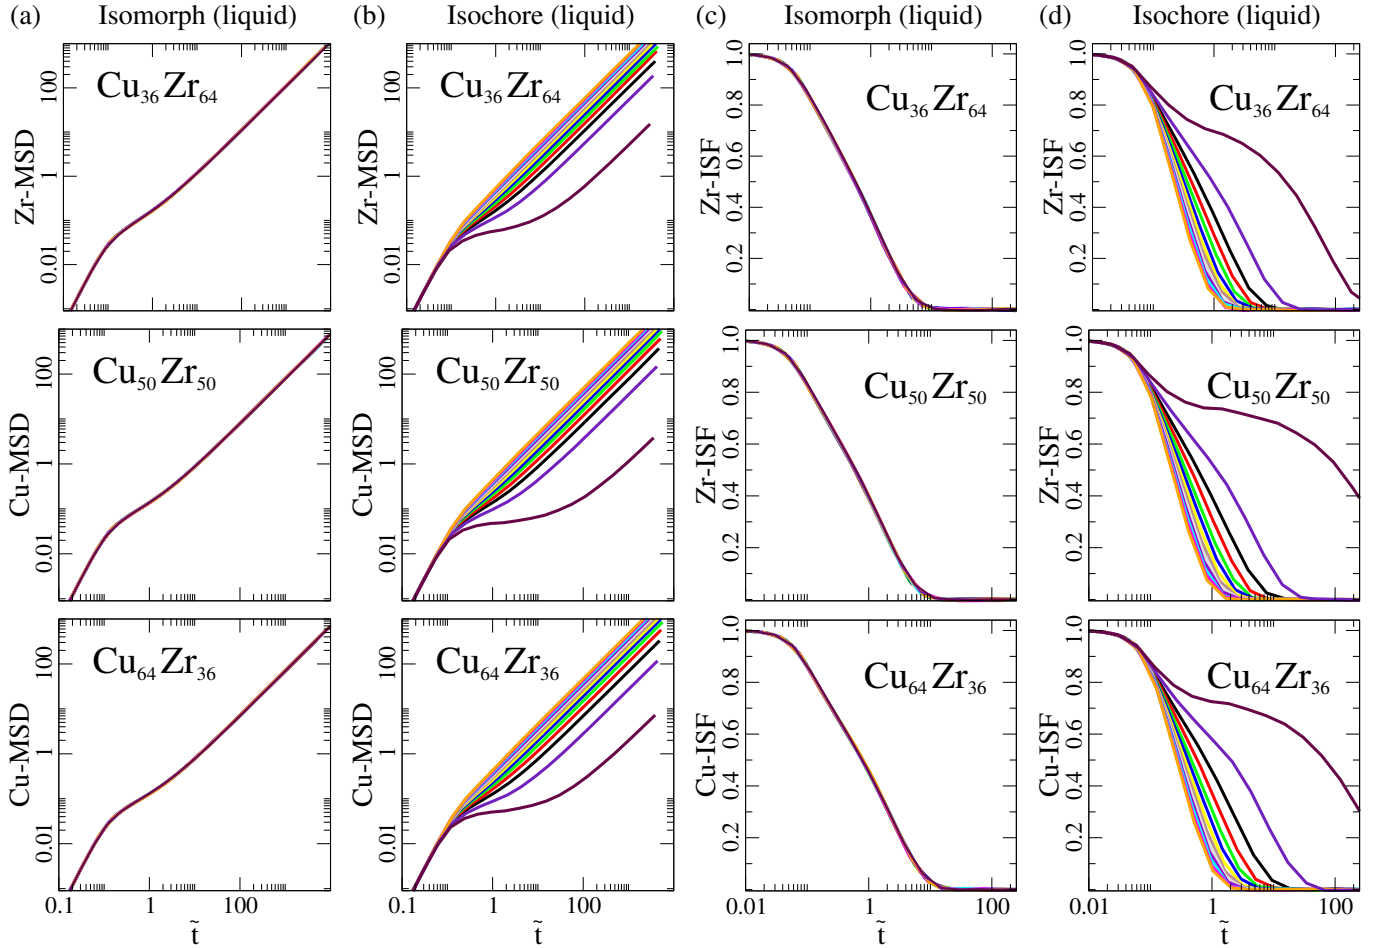 (a) Isomorph (liquid) (b) Isochore (liquid) (c) Isomorph (liquid) (d) Isochore (liquid)
Cu₃₆Zr₆₄ Cu₃₆Zr₆₄ Cu₃₆Zr₆₄ Cu₃₆Zr₆₄
Zr-MSD Zr-MSD Zr-ISF Zr-ISF
100 100 1.0 1.0
1 1 0.8 0.8
0.01 0.01 0.6 0.6
0.4 0.4
0.2 0.2
Cu₅₀Zr₅₀ Cu₅₀Zr₅₀ Cu₅₀Zr₅₀ Cu₅₀Zr₅₀
Cu-MSD Cu-MSD Zr-ISF Zr-ISF
100 100 1.0 1.0
1 1 0.8 0.8
0.01 0.01 0.6 0.6
0.4 0.4
0.2 0.2
Cu₆₄Zr₃₆ Cu₆₄Zr₃₆ Cu₆₄Zr₃₆ Cu₆₄Zr₃₆
Cu-MSD Cu-MSD Cu-ISF Cu-ISF
100 100 1.0 1.0
1 1 0.8 0.8
0.01 0.01 0.6 0.6
0.4 0.4
0.2 0.2
0.1 1 100 0.1 1 100 0.01 1 100 0.01 1 100
t̃ t̃ t̃ t̃